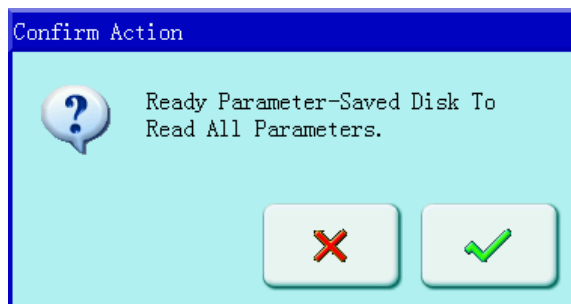 Confirm Action
Ready Parameter-Saved Disk To
Read All Parameters.